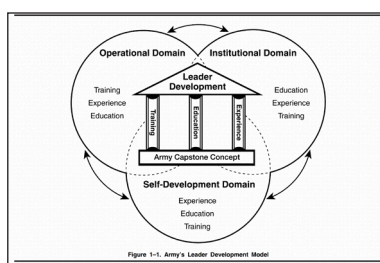 Operational Domain
Institutional Domain
Training
Experience
Education
Leader
Development
Training
Education
Experience
Army Capstone Concept
Education
Experience
Training
Self-Development Domain
Experience
Education
Training
Figure 1–1. Army's Leader Development Model